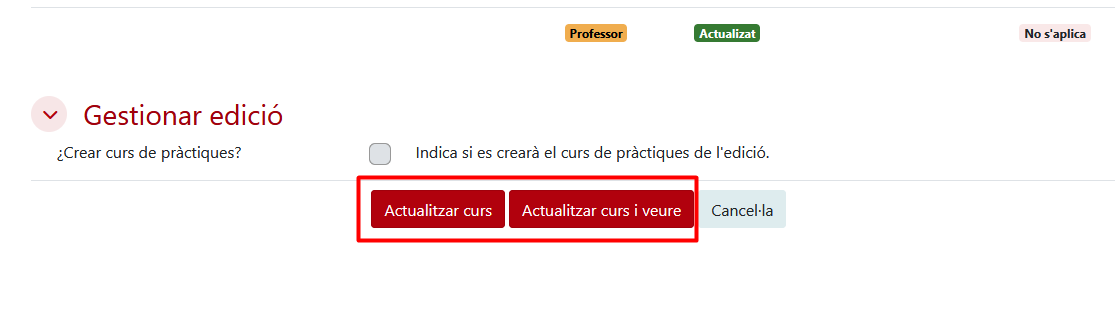 Professor Actualizat No s'aplica
Gestionar edició
¿Crear curs de pràctiques? Indica si es crearà el curs de pràctiques de l'edició.
Actualitzar curs Actualitzar curs i veure Cancel·la